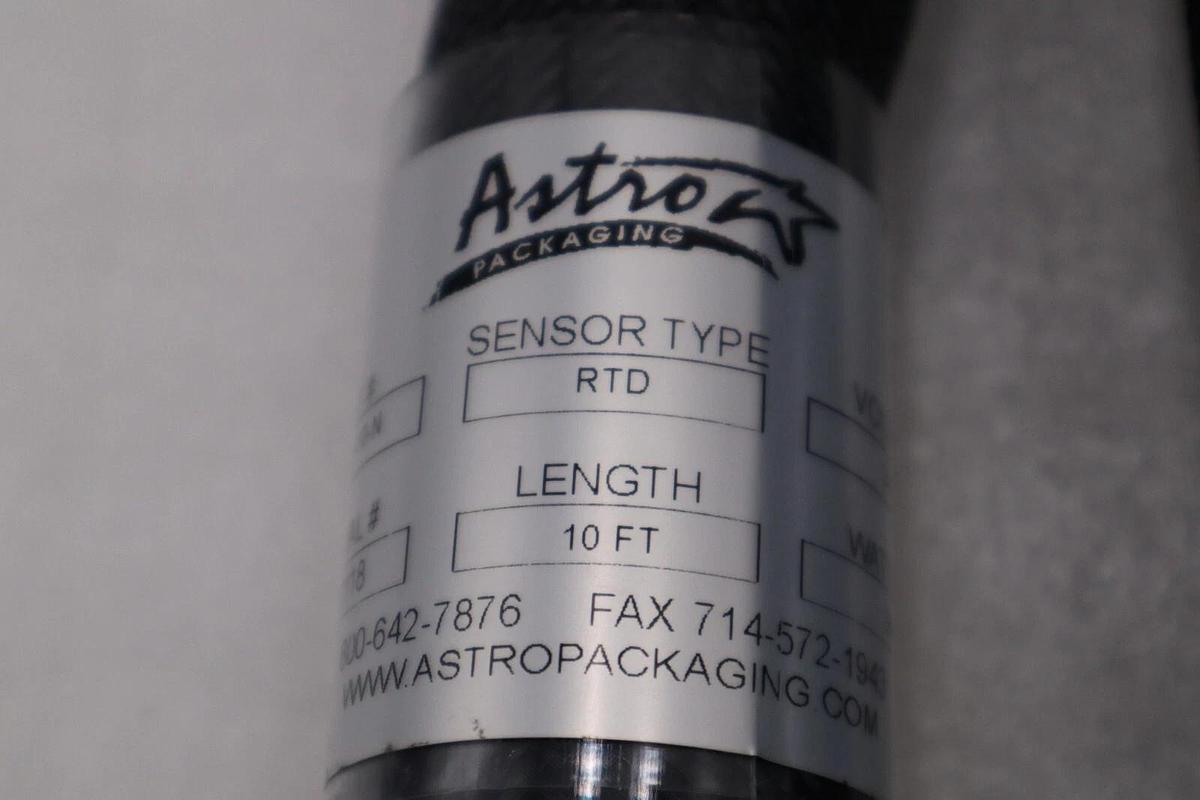 Astro
PACKAGING
SENSOR TYPE
RTD
LENGTH
10 FT
#
642-7876 FAX 714-572-194
WWW.ASTROPACKAGING.COM